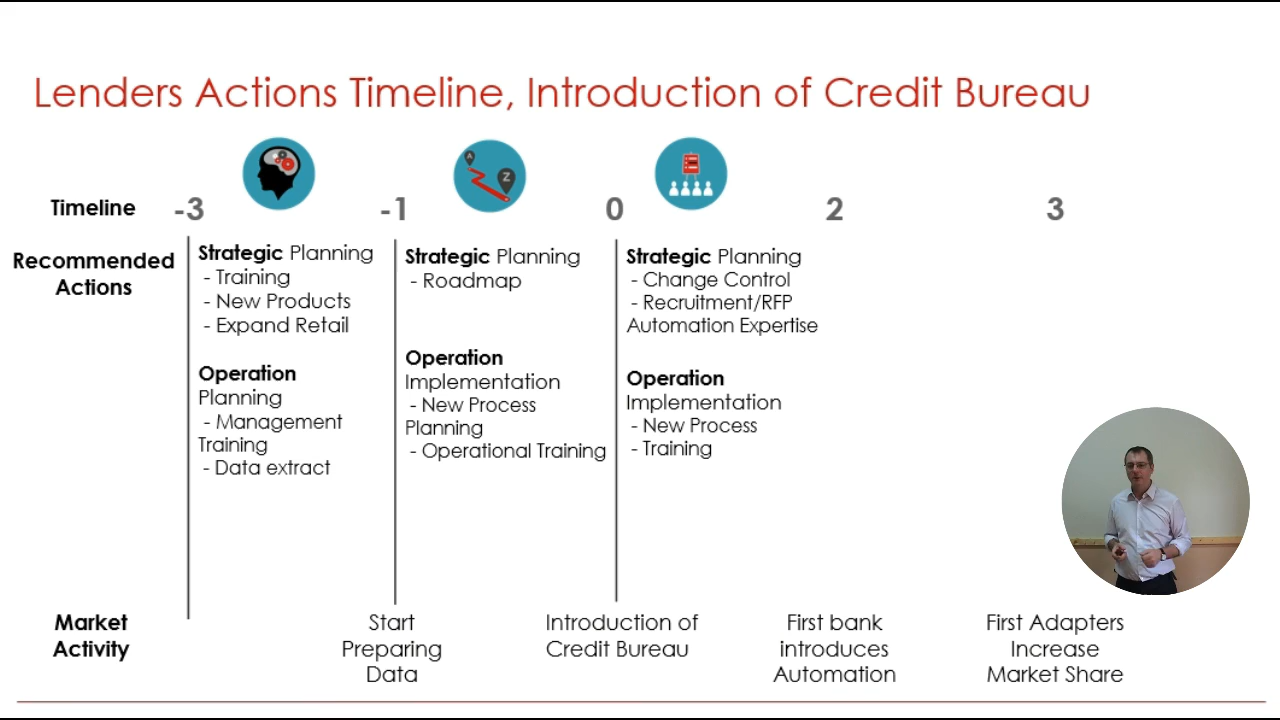 Lenders Actions Timeline, Introduction of Credit Bureau
A
Z
Timeline
-3
-1
0
2
3
Recommended
Actions
Strategic Planning
- Training
- New Products
- Expand Retail
Operation
Planning
- Management
Training
- Data extract
Strategic Planning
- Roadmap
Operation
Implementation
- New Process
Planning
- Operational Training
Strategic Planning
- Change Control
- Recruitment/RFP
Automation Expertise
Operation
Implementation
- New Process
- Training
Market
Activity
Start
Preparing
Data
Introduction of
Credit Bureau
First bank
introduces
Automation
First Adapters
Increase
Market Share